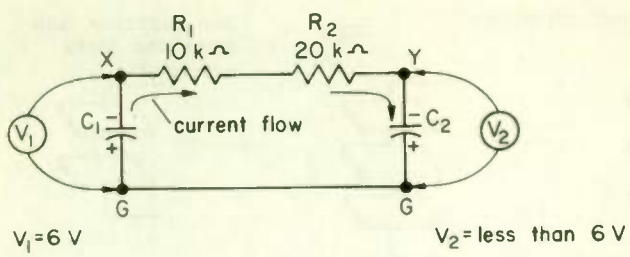 R₁
10 kΩ
R₂
20 kΩ
X
Y
V₁
C₁
−
+
current flow
−
C₂
+
V₂
G
G
V₁ = 6 V
V₂ = less than 6 V